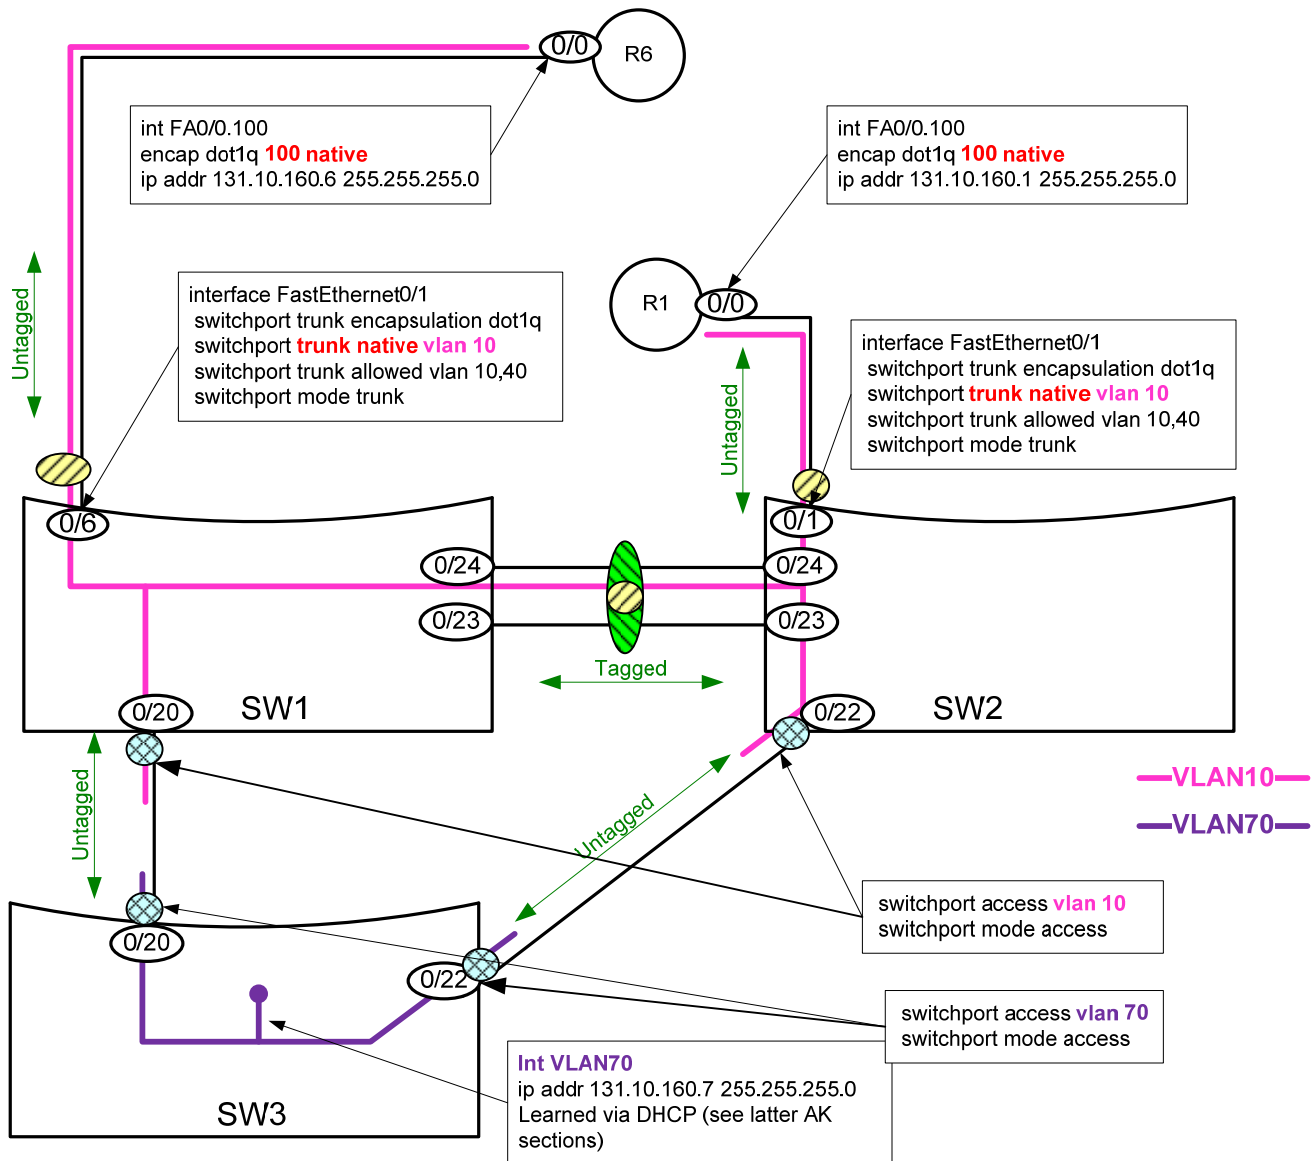 0/0
R6
int FA0/0.100
encap dot1q 100 native
ip addr 131.10.160.6 255.255.255.0
int FA0/0.100
encap dot1q 100 native
ip addr 131.10.160.1 255.255.255.0
Untagged
interface FastEthernet0/1
switchport trunk encapsulation dot1q
switchport trunk native vlan 10
switchport trunk allowed vlan 10,40
switchport mode trunk
R1
0/0
Untagged
interface FastEthernet0/1
switchport trunk encapsulation dot1q
switchport trunk native vlan 10
switchport trunk allowed vlan 10,40
switchport mode trunk
0/6
0/1
0/24
0/24
0/23
0/23
Tagged
SW1
0/20
SW2
0/22
Untagged
Untagged
VLAN10
VLAN70
switchport access vlan 10
switchport mode access
0/20
0/22
switchport access vlan 70
switchport mode access
Int VLAN70
ip addr 131.10.160.7 255.255.255.0
Learned via DHCP (see latter AK
sections)
SW3